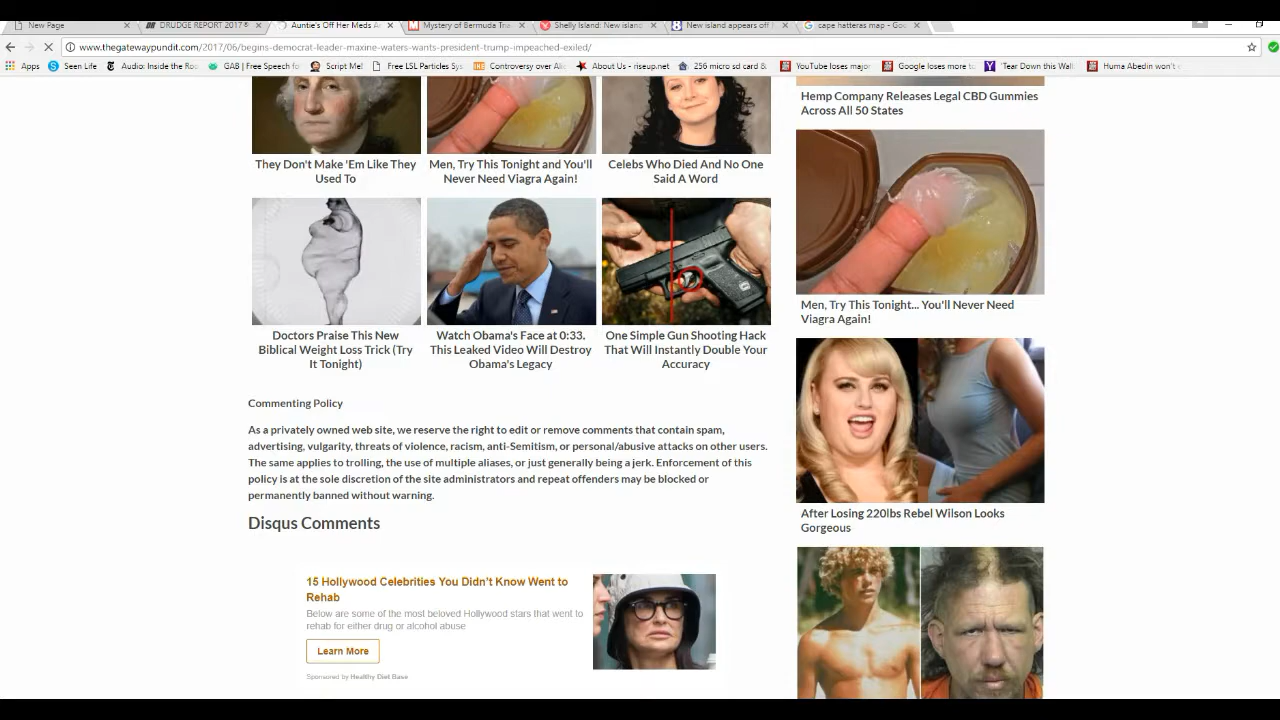 New Page
DRUDGE REPORT 2017 ®
Auntie's Off Her Meds A
Mystery of Bermuda Tria
Shelly Island: New island
New island appears off
cape hatteras map - Goo
www.thegatewaypundit.com/2017/06/begins-democrat-leader-maxine-waters-wants-president-trump-impeached-exiled/
Apps
Seen Life
Audio: Inside the Ro
GAB | Free Speech fo
Script Me!
Free LSL Particles Sys
Controversy over Ali
About Us - riseup.net
256 micro sd card &
YouTube loses major
Google loses more to
'Tear Down this Wall
Huma Abedin won't
They Don't Make 'Em Like They
Used To
Men, Try This Tonight and You'll
Never Need Viagra Again!
Celebs Who Died And No One
Said A Word
Doctors Praise This New
Biblical Weight Loss Trick (Try
It Tonight)
Watch Obama's Face at 0:33.
This Leaked Video Will Destroy
Obama's Legacy
One Simple Gun Shooting Hack
That Will Instantly Double Your
Accuracy
Commenting Policy
As a privately owned web site, we reserve the right to edit or remove comments that contain spam,
advertising, vulgarity, threats of violence, racism, anti-Semitism, or personal/abusive attacks on other users.
The same applies to trolling, the use of multiple aliases, or just generally being a jerk. Enforcement of this
policy is at the sole discretion of the site administrators and repeat offenders may be blocked or
permanently banned without warning.
Disqus Comments
15 Hollywood Celebrities You Didn't Know Went to
Rehab
Below are some of the most beloved Hollywood stars that went to
rehab for either drug or alcohol abuse
Learn More
Sponsored by Healthy Diet Base
Hemp Company Releases Legal CBD Gummies
Across All 50 States
Men, Try This Tonight... You'll Never Need
Viagra Again!
After Losing 220lbs Rebel Wilson Looks
Gorgeous